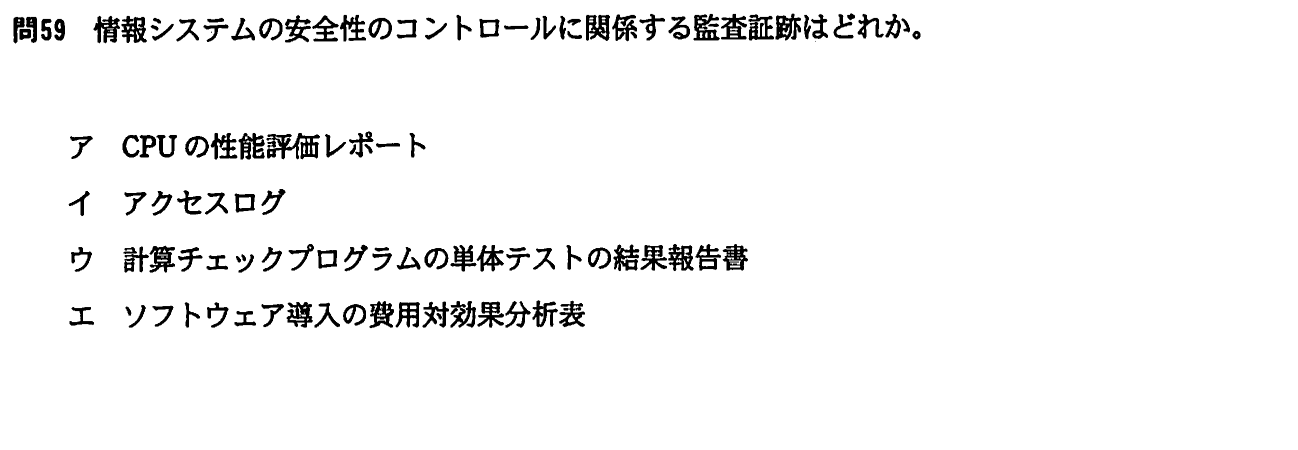 問59 情報システムの安全性のコントロールに関係する監査証跡はどれか。
ア CPU の性能評価レポート
イ アクセスログ
ウ 計算チェックプログラムの単体テストの結果報告書
エ ソフトウェア導入の費用対効果分析表